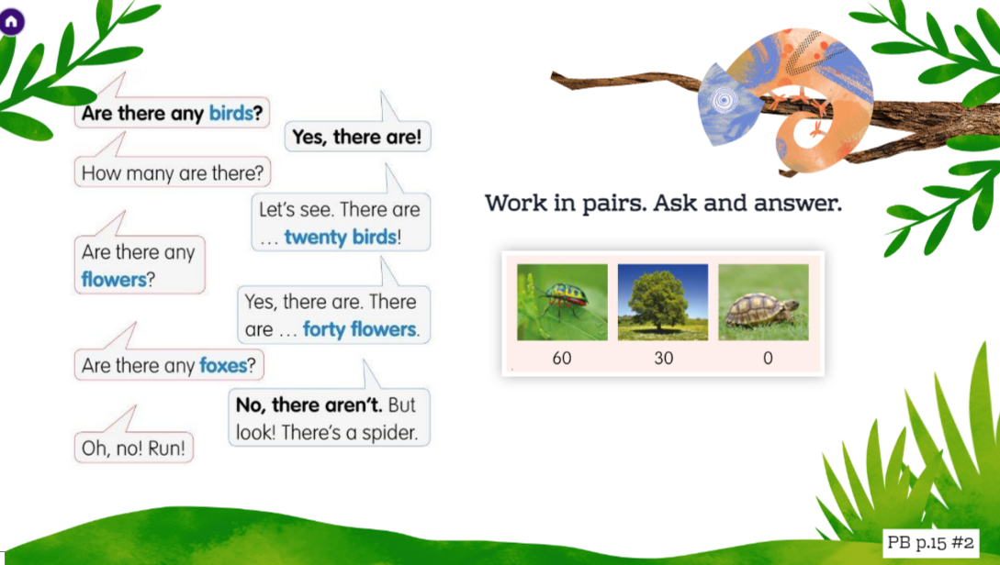 Are there any birds?
Yes, there are!
How many are there?
Let's see. There are
... twenty birds!
Are there any
flowers?
Yes, there are. There
are ... forty flowers.
Are there any foxes?
No, there aren't. But
look! There's a spider.
Oh, no! Run!
Work in pairs. Ask and answer.
60 30 0
PB p.15 #2